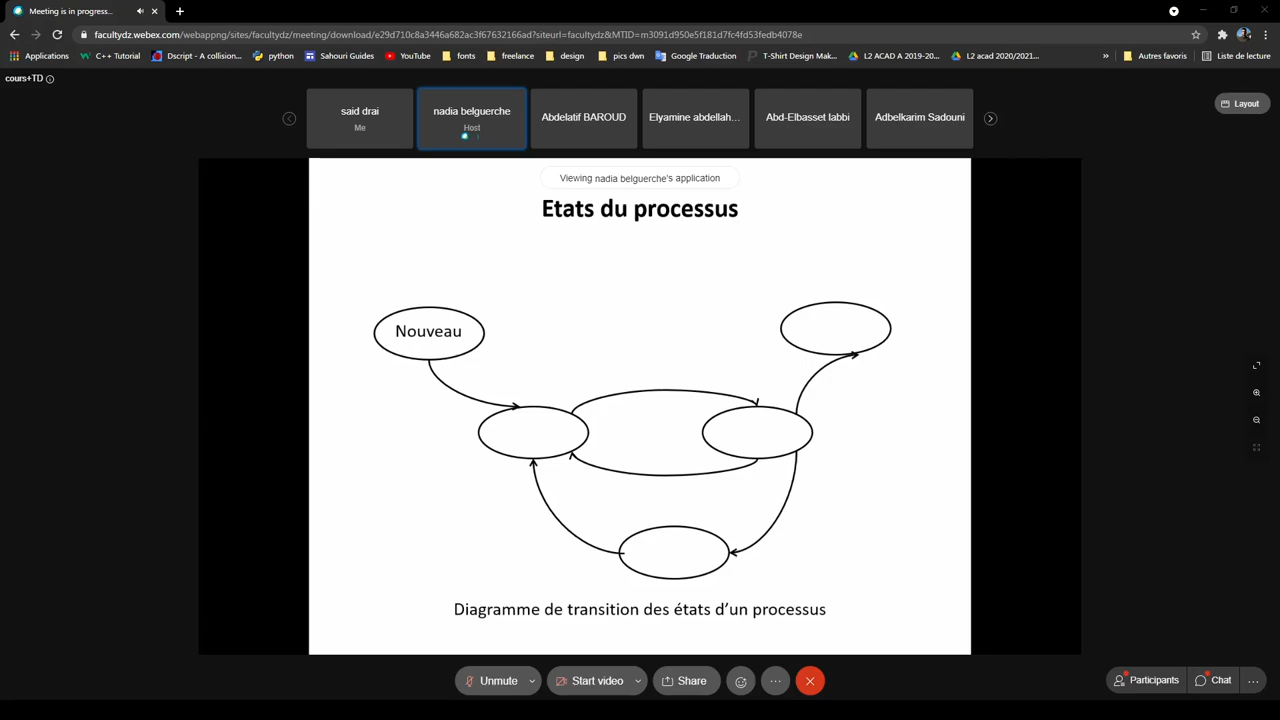 Meeting is in progress...
facultydz.webex.com/webappng/sites/facultydz/meeting/download/e29d710c8a3446a682ac3f67632166ad?siteurl=facultydz&MTID=m3091d950e5f181d7fc4fd53fedb4078e
Applications C++ Tutorial Dscript - A collision... python Sahouri Guides YouTube fonts freelance design pics dwn Google Traduction T-Shirt Design Mak... L2 ACAD A 2019-20... L2 acad 2020/2021... » Autres favoris Liste de lecture
cours+TD
said drai
Me
nadia belguerche
Host
Abdelatif BAROUD
Elyamine abdellah...
Abd-Elbasset labbi
Adbelkarim Sadouni
Layout
Viewing nadia belguerche's application
Etats du processus
Nouveau
Diagramme de transition des états d'un processus
Unmute Start video Share
Participants Chat